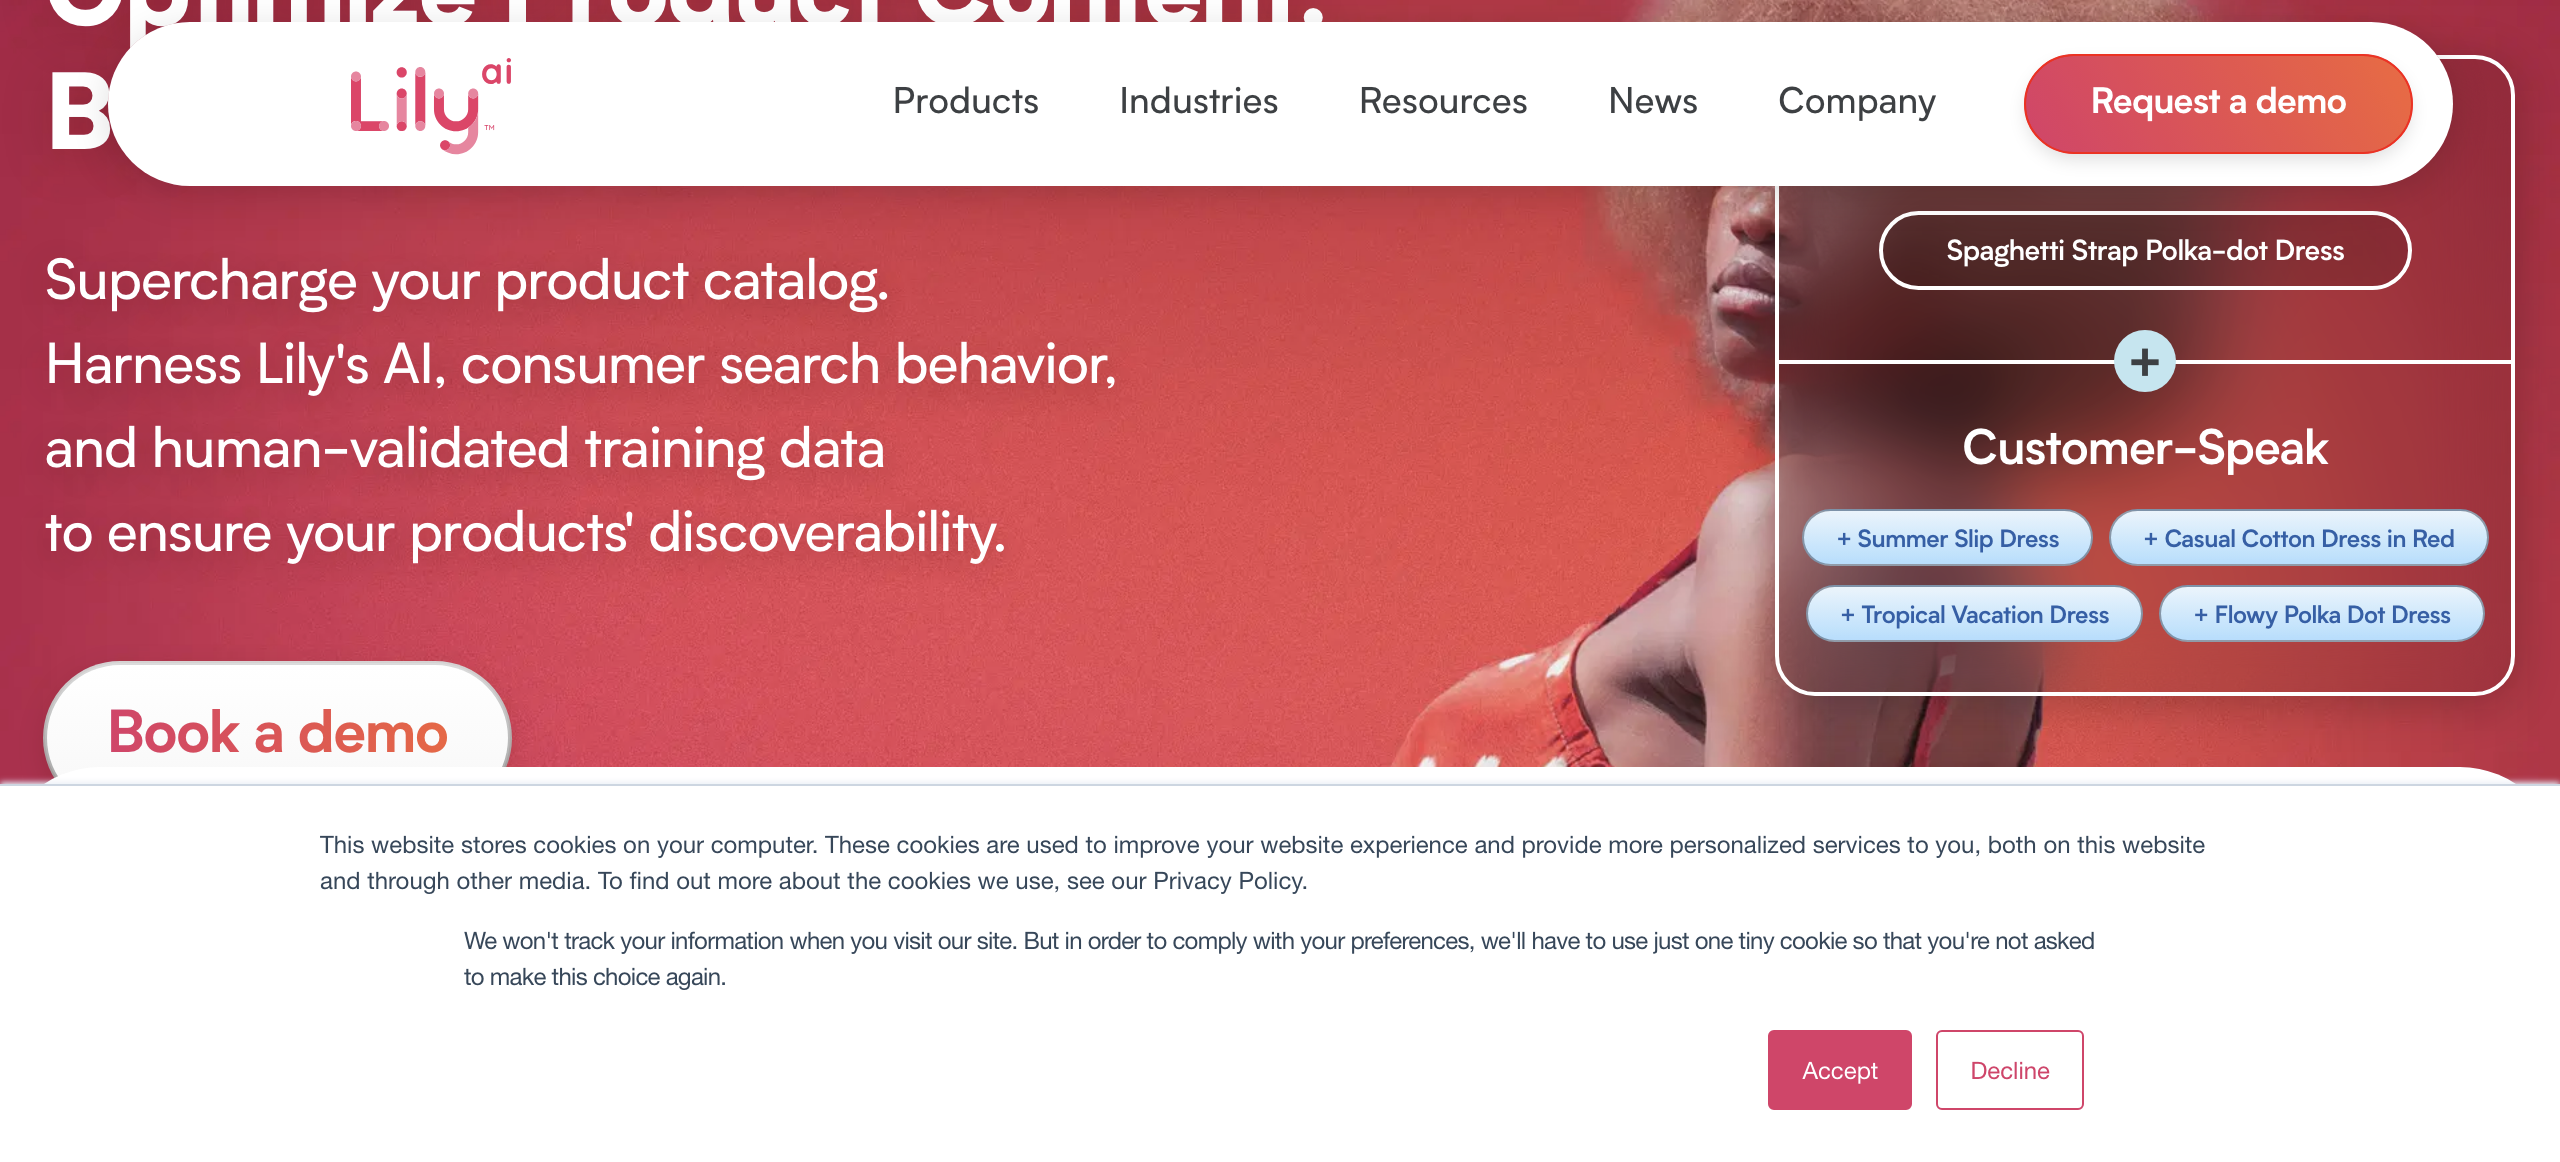 Optimize Product Content.
B
Lily ai ™
Products
Industries
Resources
News
Company
Request a demo
Supercharge your product catalog.
Harness Lily's AI, consumer search behavior,
and human-validated training data
to ensure your products' discoverability.
Book a demo
Spaghetti Strap Polka-dot Dress
+
Customer-Speak
+ Summer Slip Dress
+ Casual Cotton Dress in Red
+ Tropical Vacation Dress
+ Flowy Polka Dot Dress
This website stores cookies on your computer. These cookies are used to improve your website experience and provide more personalized services to you, both on this website
and through other media. To find out more about the cookies we use, see our Privacy Policy.
We won't track your information when you visit our site. But in order to comply with your preferences, we'll have to use just one tiny cookie so that you're not asked
to make this choice again.
Accept
Decline